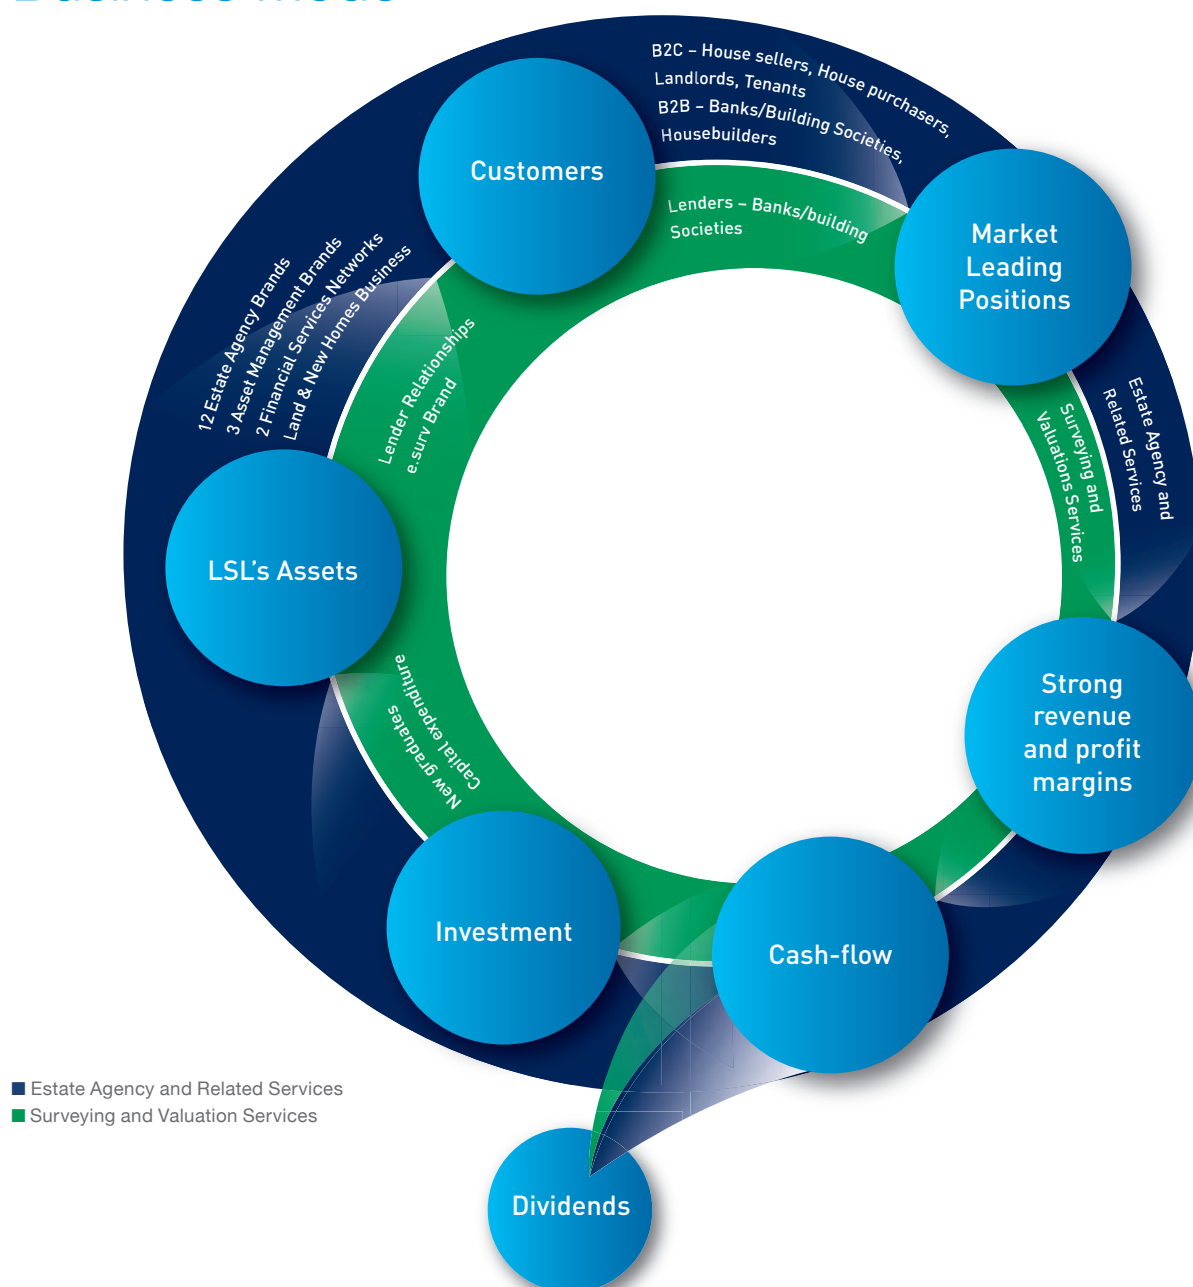 Customers
B2C – House sellers, House purchasers,
Landlords, Tenants
B2B – Banks/Building Societies,
Housebuilders
Lenders – Banks/building
Societies
Market
Leading
Positions
Estate Agency and
Related Services
Surveying and
Valuations Services
Strong
revenue
and profit
margins
Cash-flow
Dividends
Investment
New graduates
Capital expenditure
LSL's Assets
12 Estate Agency Brands
3 Asset Management Brands
2 Financial Services Networks
Land & New Homes Business
Lender Relationships
e.surv Brand
Estate Agency and Related Services
Surveying and Valuation Services